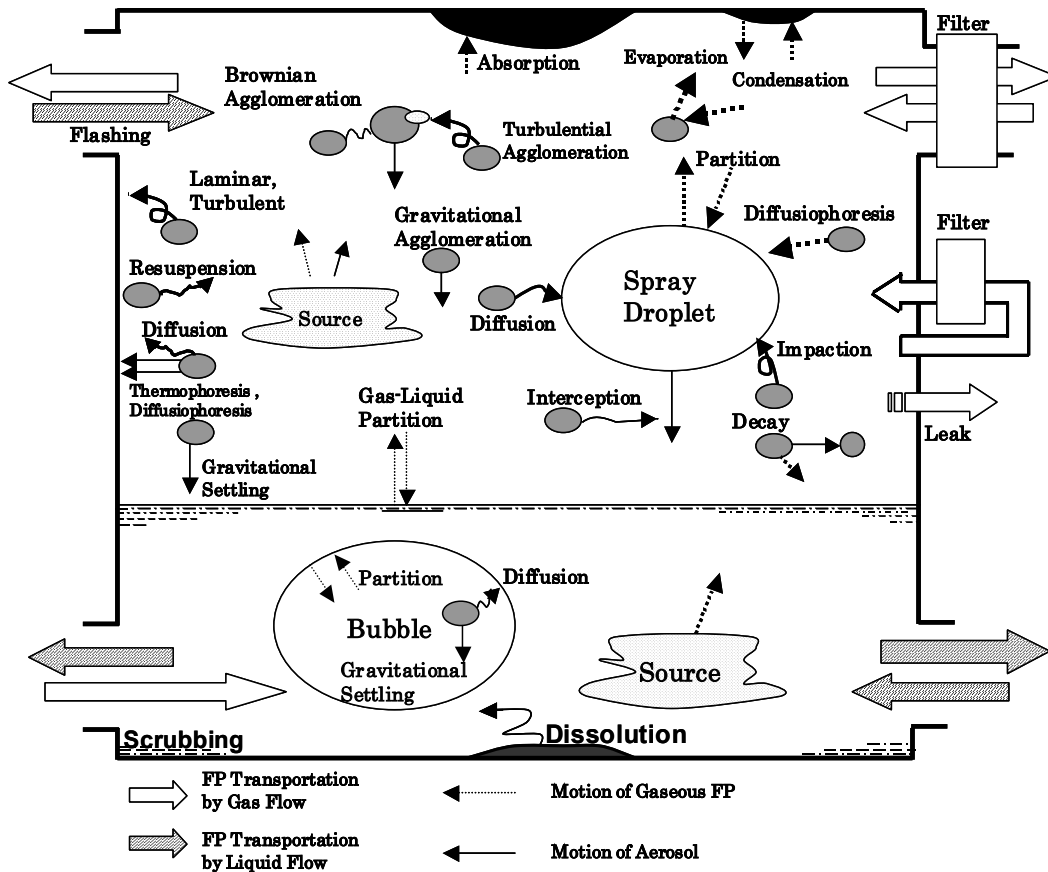 Filter
Evaporation
Absorption
Condensation
Brownian
Agglomeration
Flashing
Turbulential
Agglomeration
Partition
Laminar,
Turbulent
Gravitational
Agglomeration
Diffusiophoresis
Filter
Resuspension
Spray
Droplet
Source
Diffusion
Diffusion
Impaction
Thermophoresis ,
Diffusiophoresis
Gas-Liquid
Partition
Interception
Decay
Leak
Gravitational
Settling
Partition
Diffusion
Bubble
Gravitational
Settling
Source
Scrubbing
Dissolution
FP Transportation
by Gas Flow
Motion of Gaseous FP
FP Transportation
by Liquid Flow
Motion of Aerosol